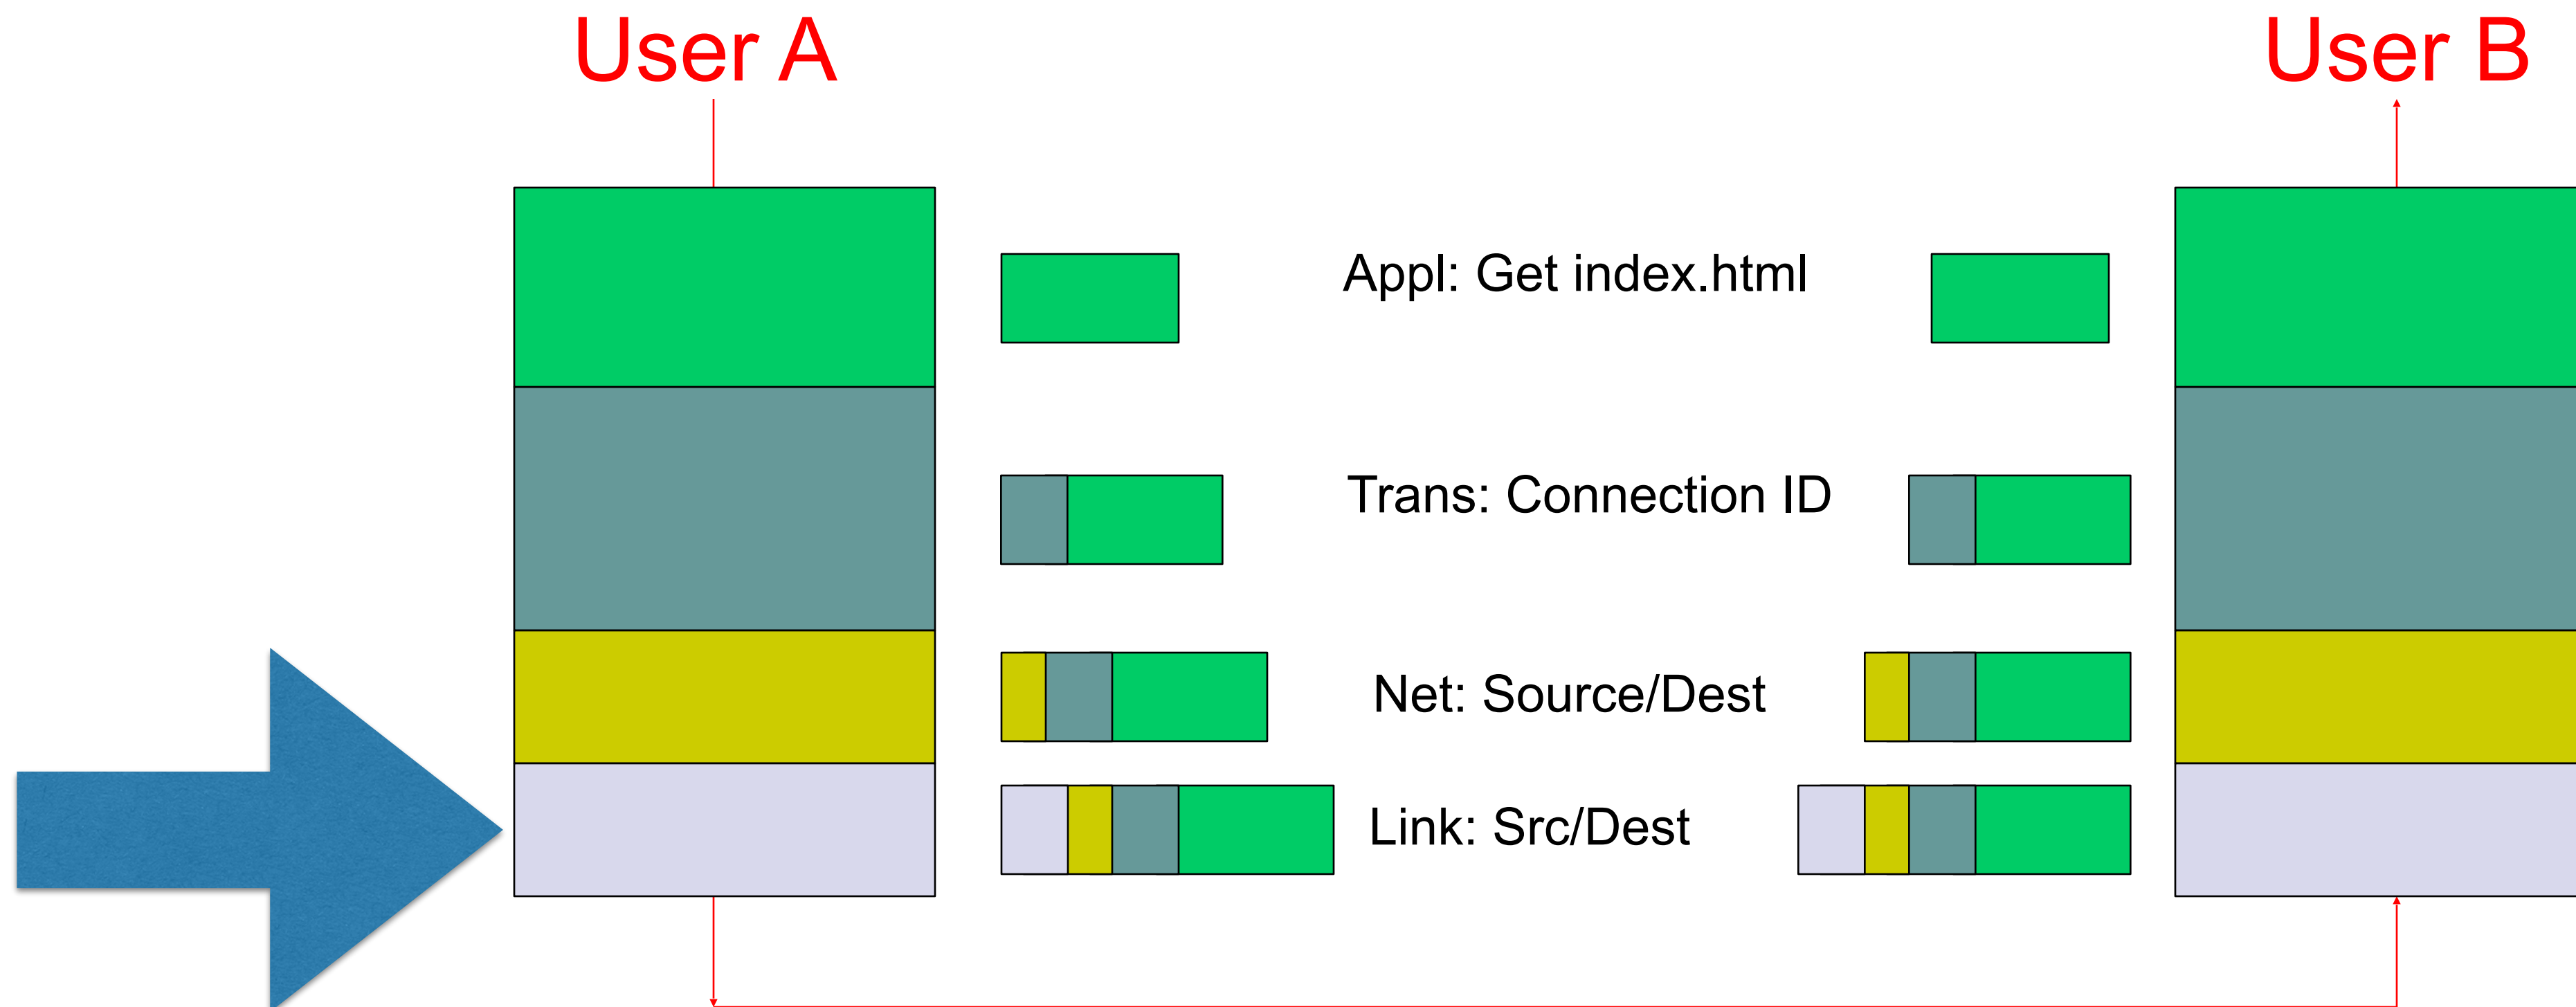 User A
User B
Appl: Get index.html
Trans: Connection ID
Net: Source/Dest
Link: Src/Dest